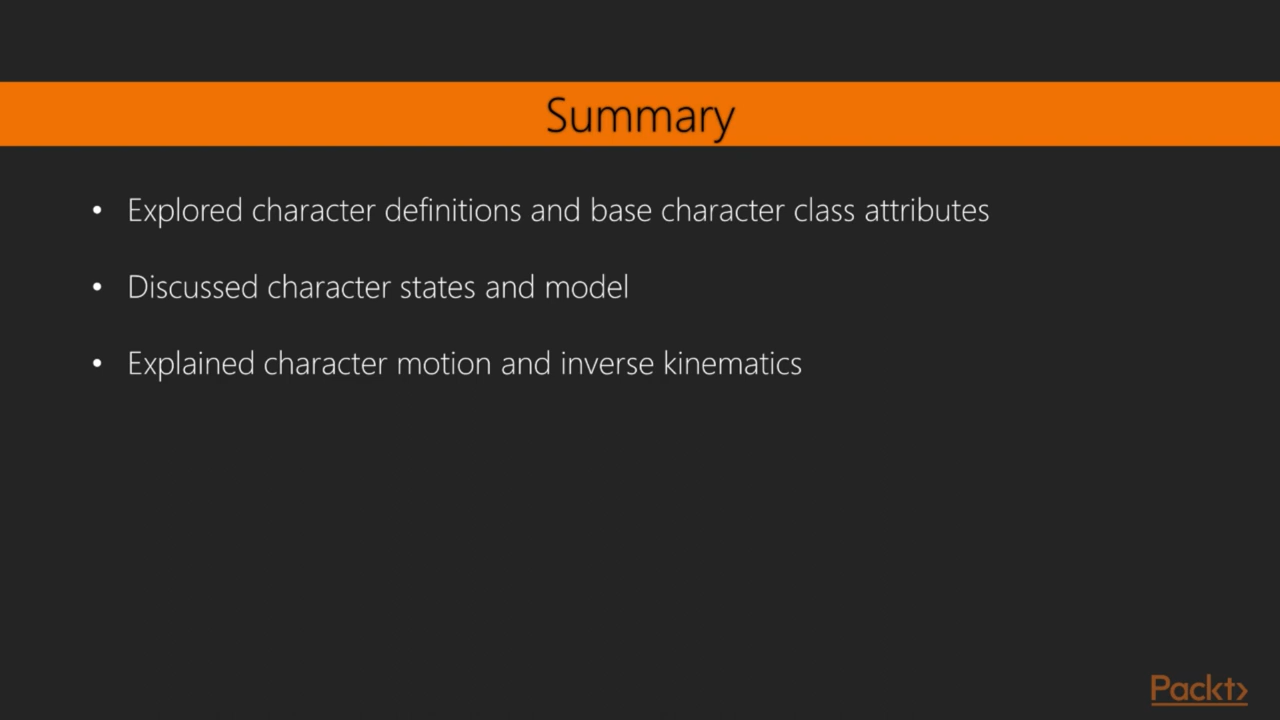 Summary
• Explored character definitions and base character class attributes
• Discussed character states and model
• Explained character motion and inverse kinematics
Packt>